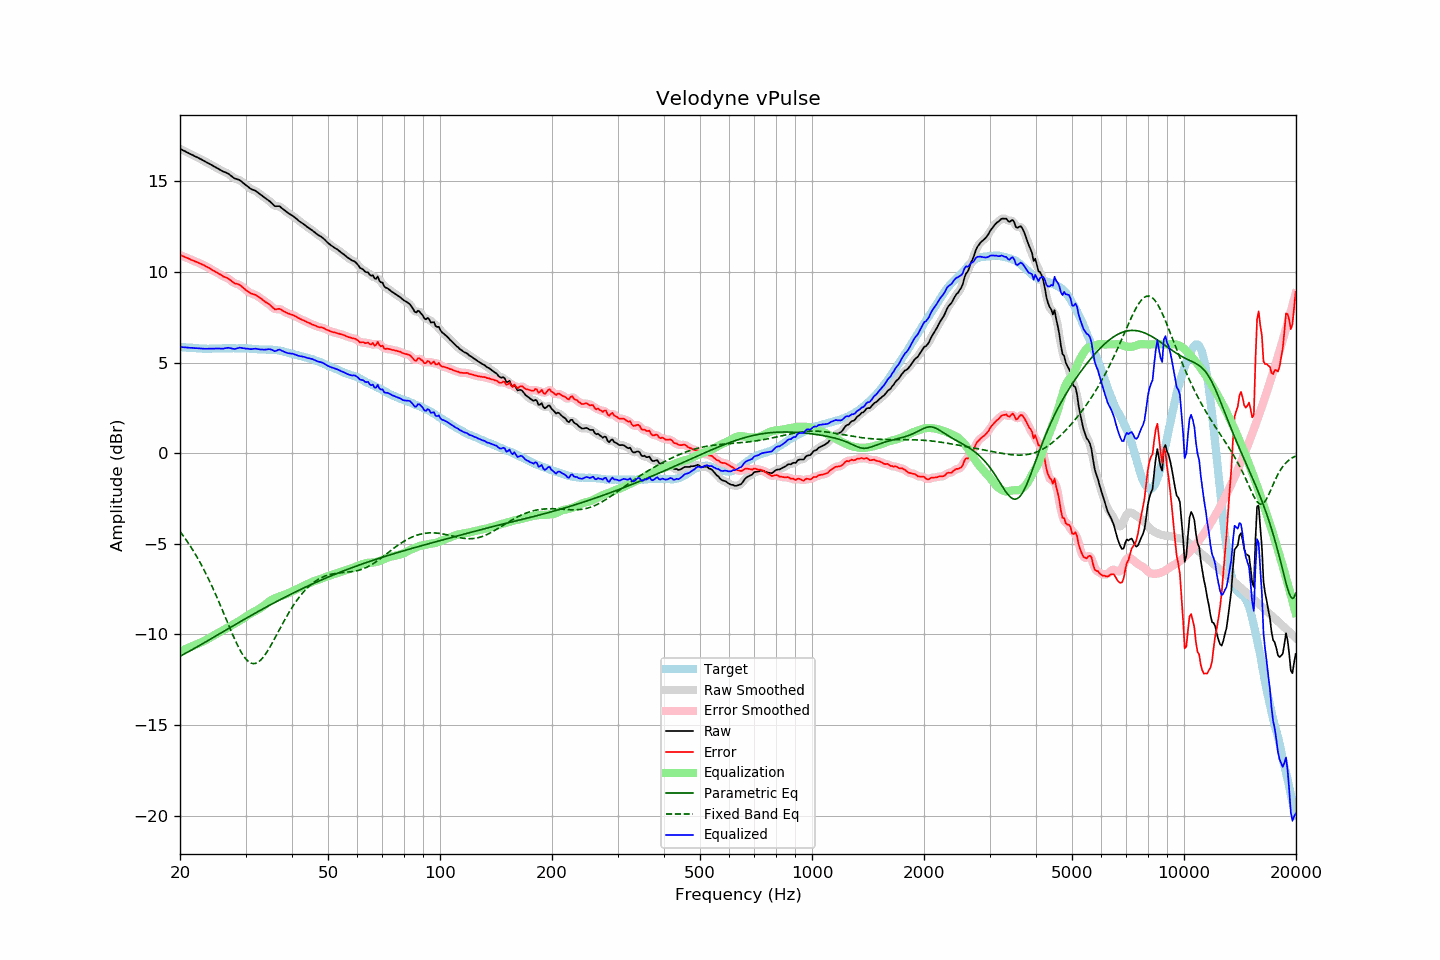 Velodyne vPulse
Amplitude (dBr)
15
10
5
0
−5
−10
−15
−20
Target
Raw Smoothed
Error Smoothed
Raw
Error
Equalization
Parametric Eq
Fixed Band Eq
Equalized
20
50
100
200
500
1000
2000
5000
10000
20000
Frequency (Hz)